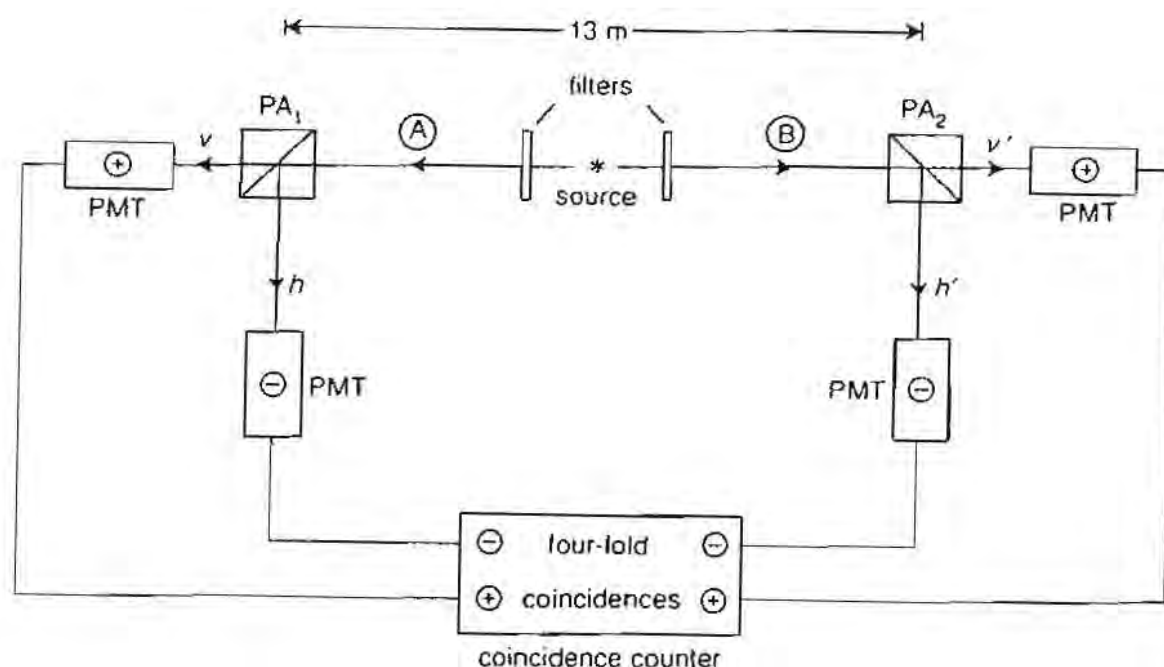 13 m
filters
PA₁
PA₂
v
A
B
v'
⊕
source
⊕
PMT
PMT
h
h'
⊖ PMT
PMT ⊖
⊖ four-fold ⊖
⊕ coincidences ⊕
coincidence counter